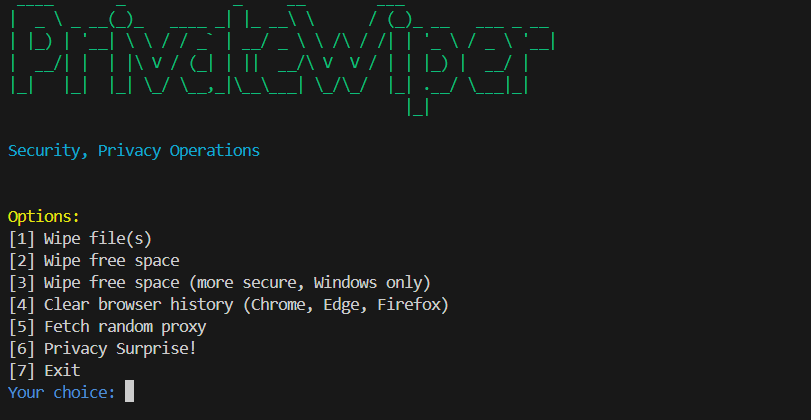 PrivateWiper
Security, Privacy Operations
Options:
[1] Wipe file(s)
[2] Wipe free space
[3] Wipe free space (more secure, Windows only)
[4] Clear browser history (Chrome, Edge, Firefox)
[5] Fetch random proxy
[6] Privacy Surprise!
[7] Exit
Your choice: